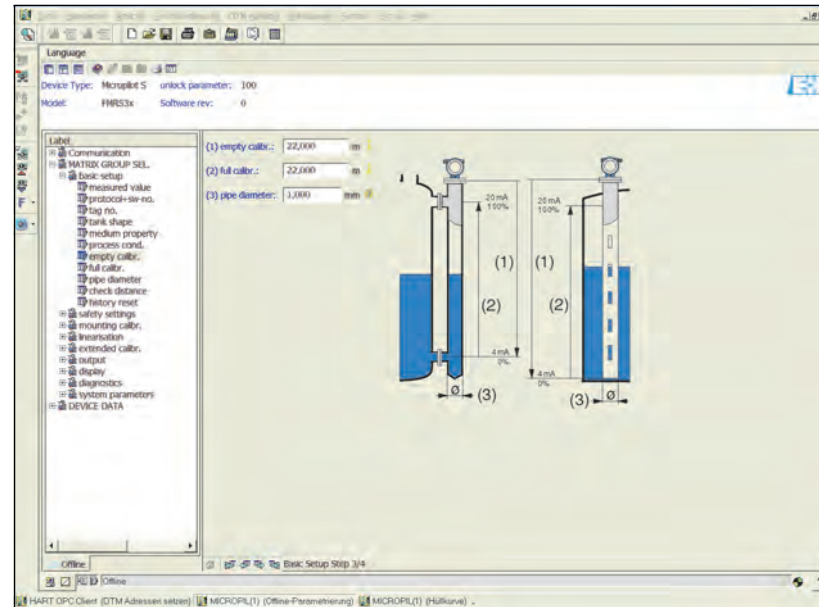 Language
Device Type: Micropilot S unlock parameter: 100
Model: FMR53x Software rev: 0
Label
Communication
MATRIX GROUP SEL.
basic setup
measured value
protocol+sw-no.
tag no.
tank shape
medium property
process cond.
empty calibr.
full calbr.
pipe diameter
check distance
history reset
safety settings
mounting calbr.
linearisation
extended calbr.
output
display
diagnostics
system parameters
DEVICE DATA
(1) empty calbr.: 22,000 m
(2) full calbr.: 22,000 m
(3) pipe diameter: 1,000 mm
20 mA
100%
(1)
(2)
4 mA
0%
ø
(3)
20 mA
100%
(1)
(2)
4 mA
0%
(3)
ø
Offline
Basic Setup Step 3/4
Offline
HART OPC Client (DTM Adressen setzen) MICROPIL(1) (Offline-Parametrierung) MICROPIL(1) (Hüllkurve)